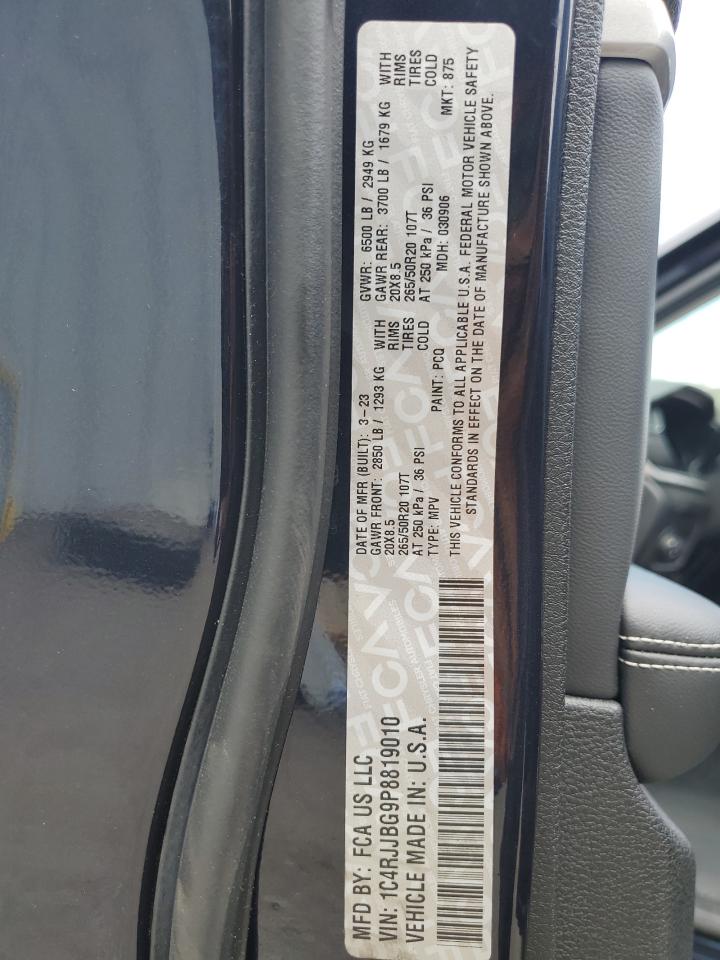 MFD BY: FCA US LLC
VIN: 1C4RJJBG9P8819010
VEHICLE MADE IN: U.S.A.
DATE OF MFR (BUILT): 3-23
GAWR FRONT: 2850 LB / 1293 KG WITH
20X8.5 RIMS
265/50R20 107T TIRES
AT 250 kPa / 36 PSI COLD
TYPE: MPV PAINT: PCQ
GVWR: 6500 LB / 2949 KG
GAWR REAR: 3700 LB / 1679 KG WITH
20X8.5 RIMS
265/50R20 107T TIRES
AT 250 kPa / 36 PSI COLD
MDH: 030906 MKT: 875
THIS VEHICLE CONFORMS TO ALL APPLICABLE U.S.A. FEDERAL MOTOR VEHICLE SAFETY
STANDARDS IN EFFECT ON THE DATE OF MANUFACTURE SHOWN ABOVE.